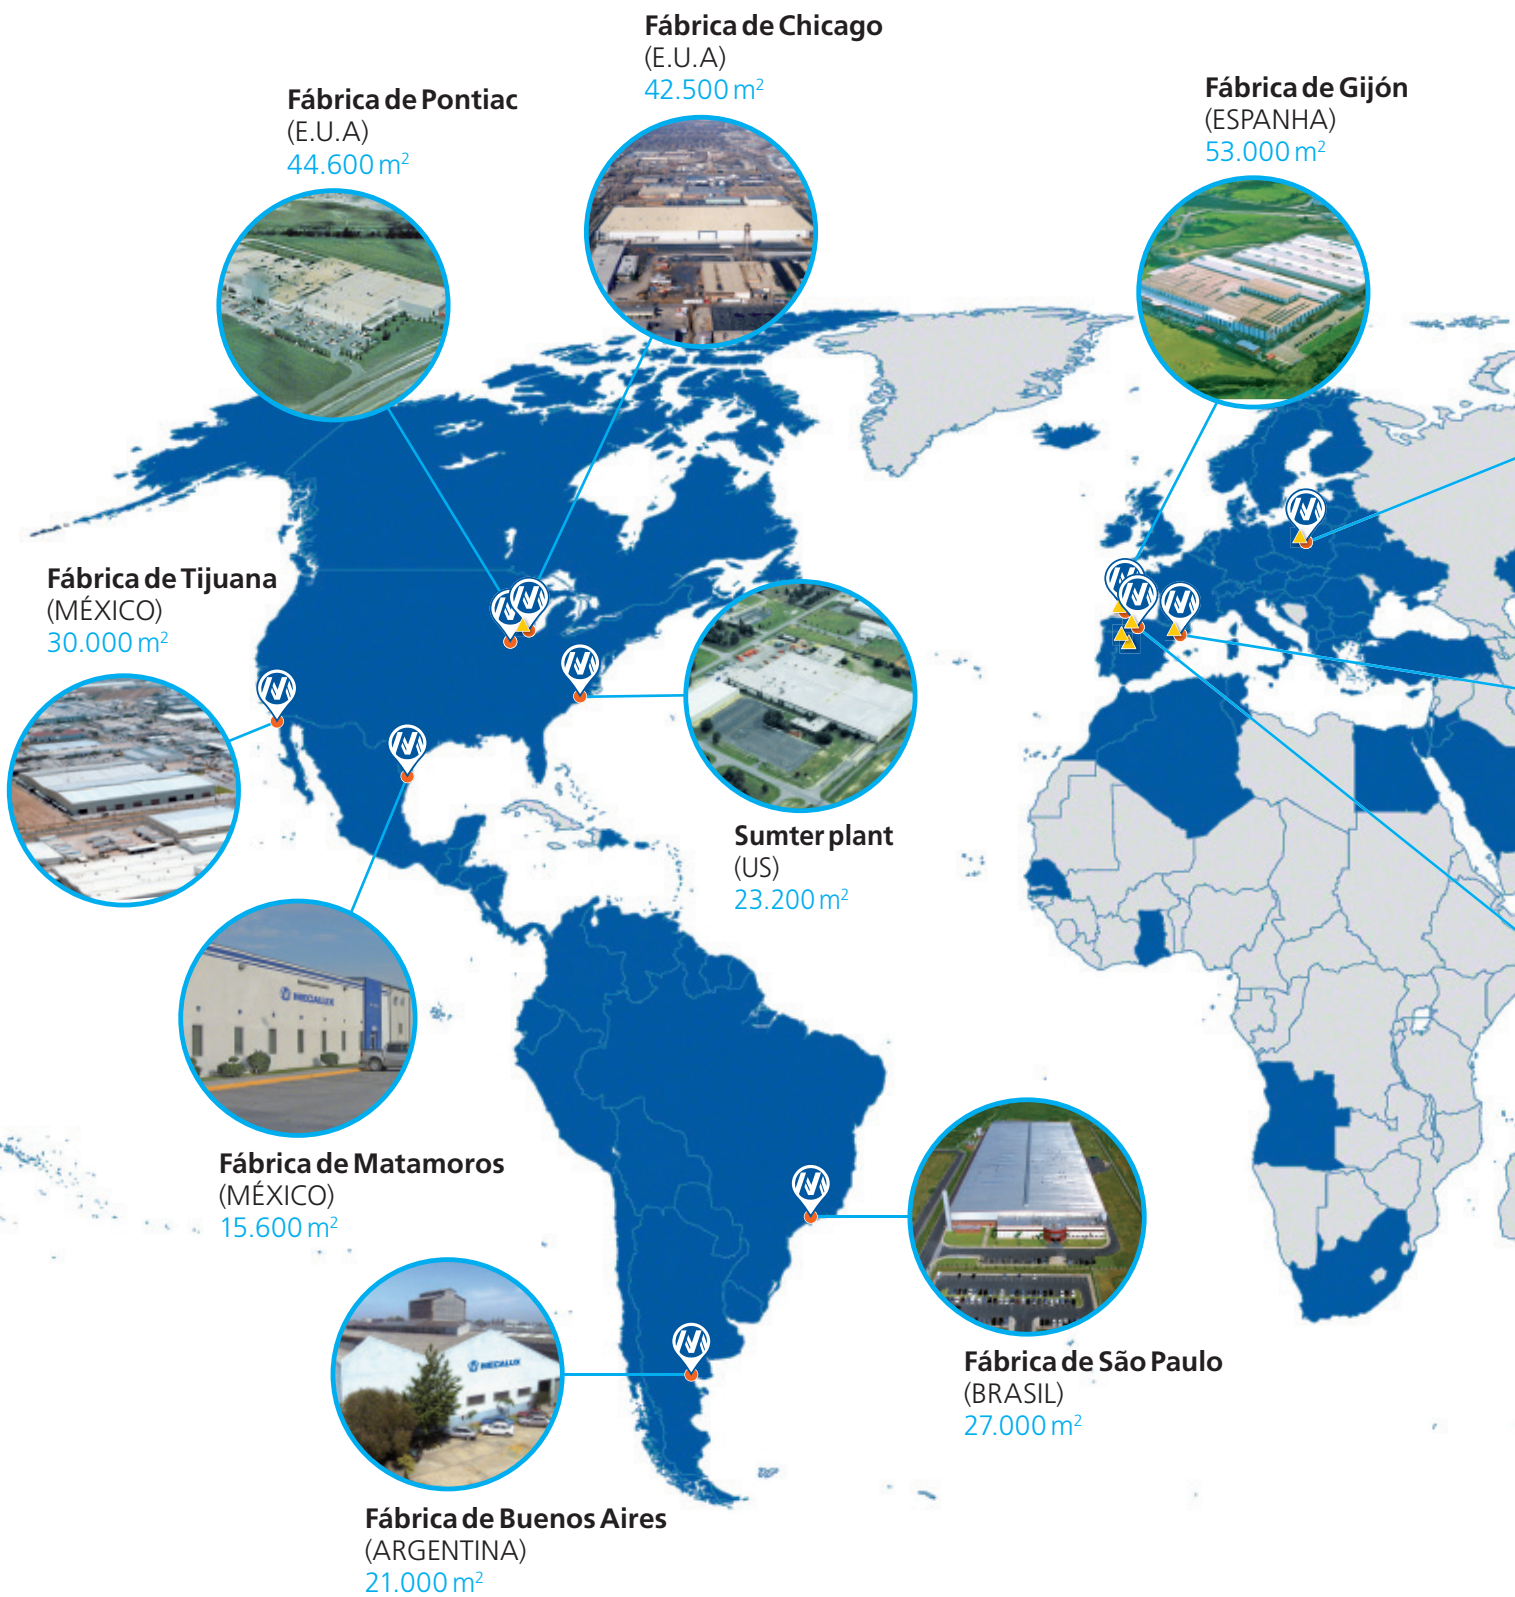 Fábrica de Chicago
(E.U.A)
42.500 m²
Fábrica de Pontiac
(E.U.A)
44.600 m²
Fábrica de Gijón
(ESPANHA)
53.000 m²
Fábrica de Tijuana
(MÉXICO)
30.000 m²
Sumter plant
(US)
23.200 m²
MECALUX
Fábrica de Matamoros
(MÉXICO)
15.600 m²
MECALUX
Fábrica de São Paulo
(BRASIL)
27.000 m²
Fábrica de Buenos Aires
(ARGENTINA)
21.000 m²